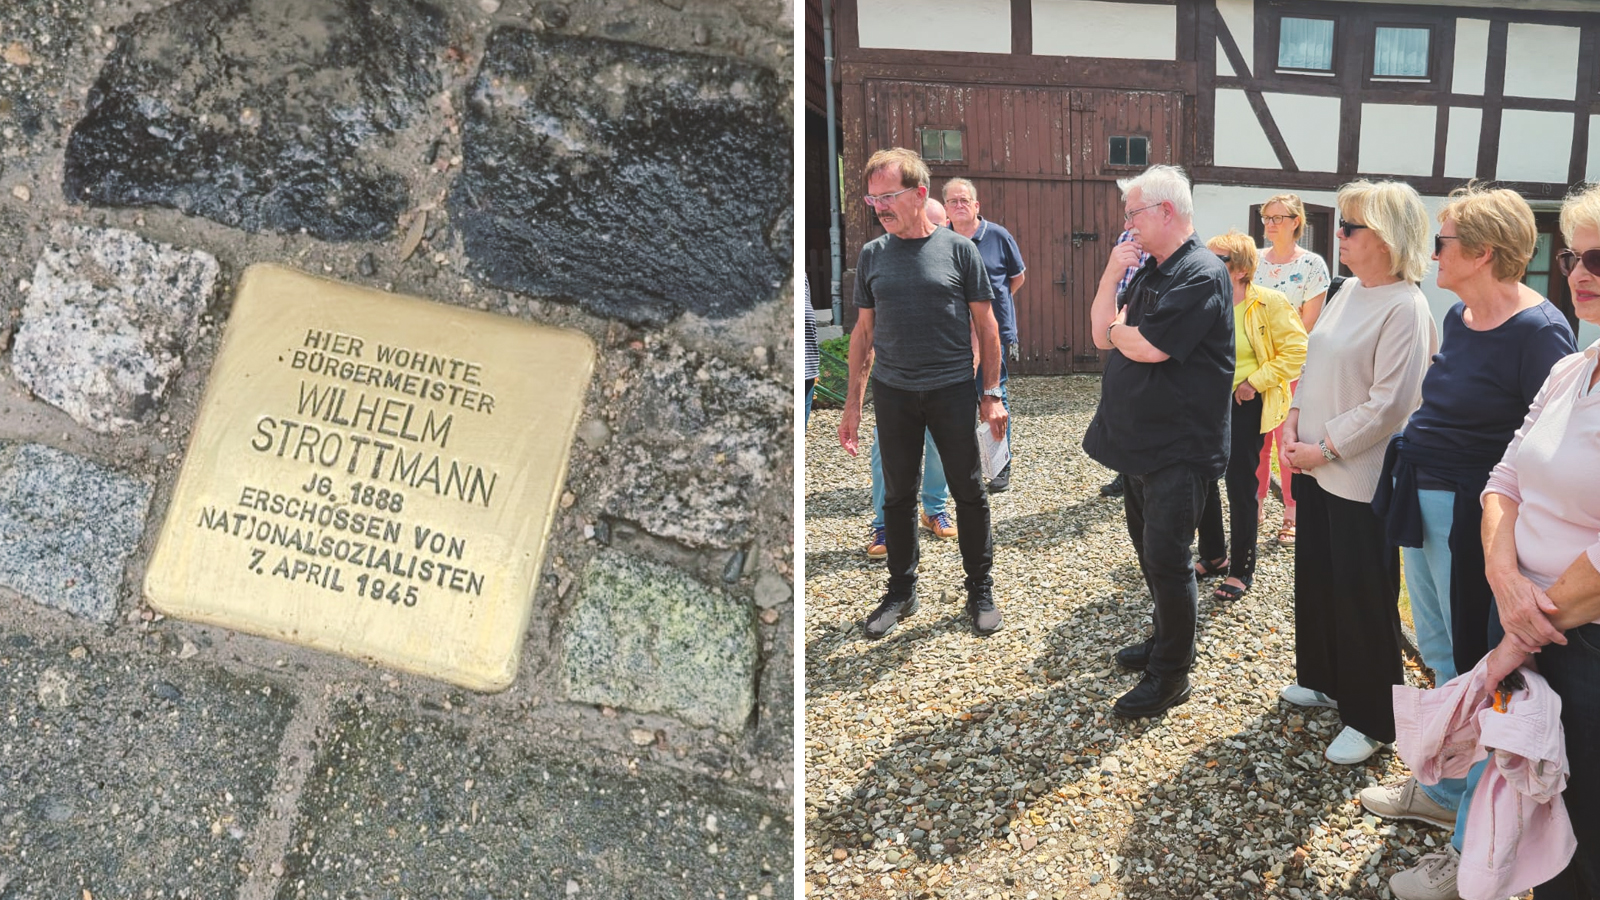 HIER WOHNTE
BÜRGERMEISTER
WILHELM
STROTTMANN
JG. 1888
ERSCHOSSEN VON
NATIONALSOZIALISTEN
7. APRIL 1945